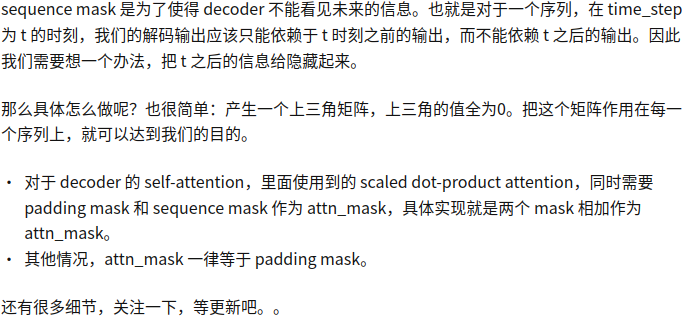 sequence mask 是为了使得 decoder 不能看见未来的信息。也就是对于一个序列，在 time_step
为 t 的时刻，我们的解码输出应该只能依赖于 t 时刻之前的输出，而不能依赖 t 之后的输出。因此
我们需要想一个办法，把 t 之后的信息给隐藏起来。
那么具体怎么做呢？也很简单：产生一个上三角矩阵，上三角的值全为0。把这个矩阵作用在每一
个序列上，就可以达到我们的目的。
• 对于 decoder 的 self-attention，里面使用到的 scaled dot-product attention，同时需要
padding mask 和 sequence mask 作为 attn_mask，具体实现就是两个 mask 相加作为
attn_mask。
• 其他情况，attn_mask 一律等于 padding mask。
还有很多细节，关注一下，等更新吧。。